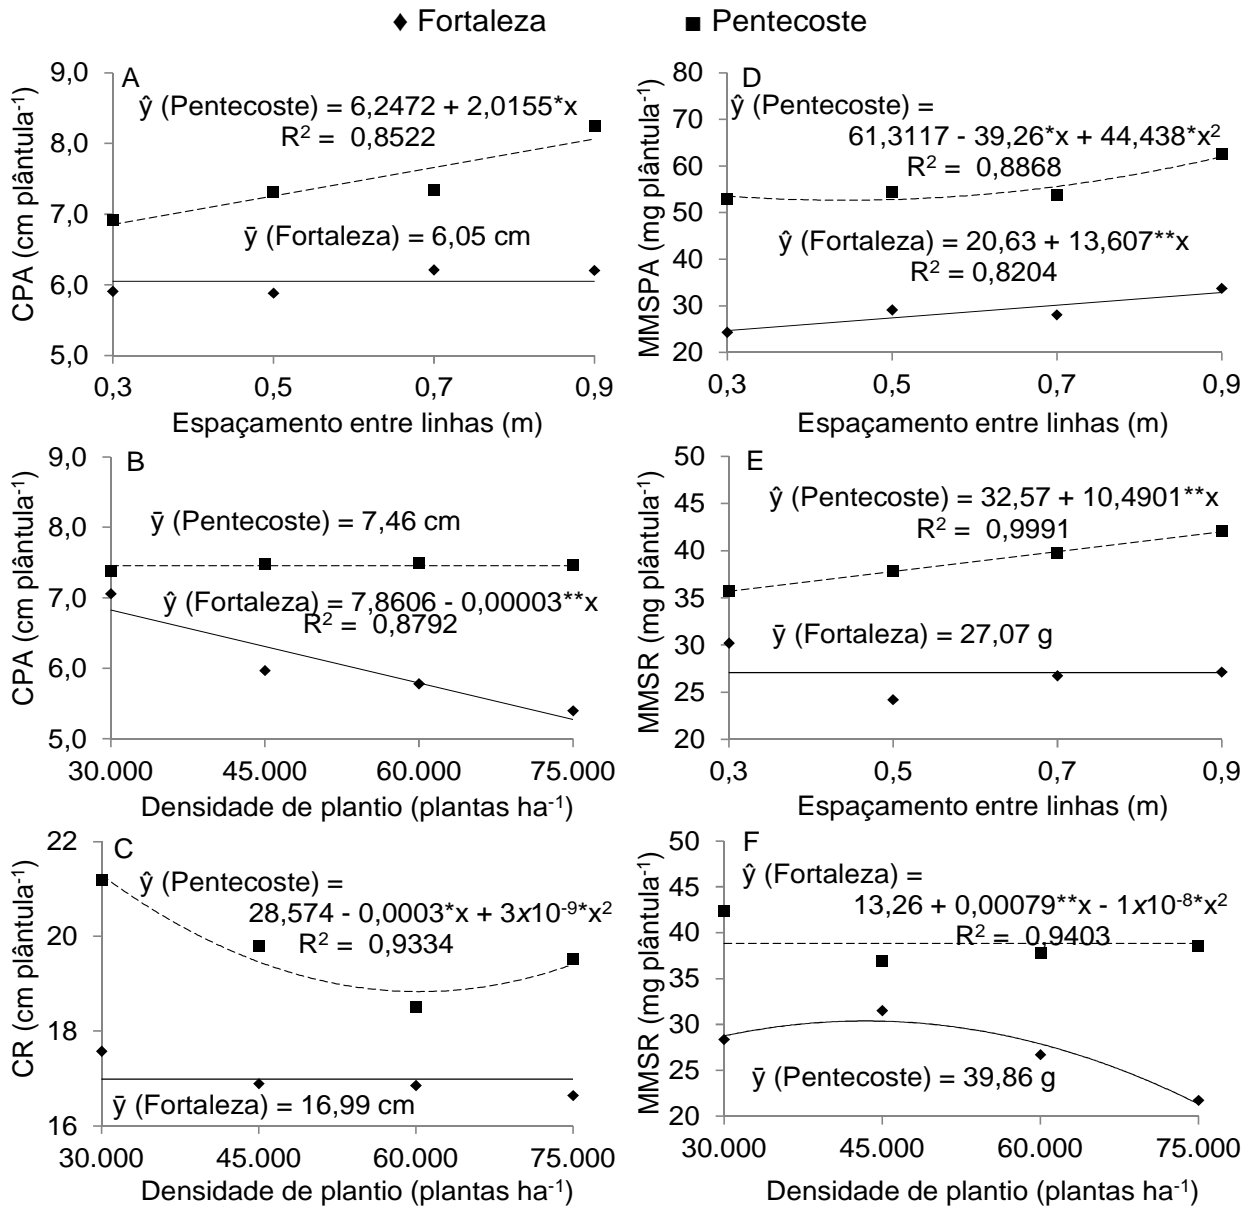 Fortaleza
Pentecoste
A
9,0
8,0
7,0
6,0
5,0
CPA (cm plântula⁻¹)
ŷ (Pentecoste) = 6,2472 + 2,0155*x
R² = 0,8522
ȳ (Fortaleza) = 6,05 cm
0,3 0,5 0,7 0,9
Espaçamento entre linhas (m)
D
80
70
60
50
40
30
20
MMSPA (mg plântula⁻¹)
ŷ (Pentecoste) =
61,3117 - 39,26*x + 44,438*x²
R² = 0,8868
ŷ (Fortaleza) = 20,63 + 13,607**x
R² = 0,8204
0,3 0,5 0,7 0,9
Espaçamento entre linhas (m)
B
9,0
8,0
7,0
6,0
5,0
CPA (cm plântula⁻¹)
ȳ (Pentecoste) = 7,46 cm
ŷ (Fortaleza) = 7,8606 - 0,00003**x
R² = 0,8792
30.000 45.000 60.000 75.000
Densidade de plantio (plantas ha⁻¹)
E
50
45
40
35
30
25
20
MMSR (mg plântula⁻¹)
ŷ (Pentecoste) = 32,57 + 10,4901**x
R² = 0,9991
ȳ (Fortaleza) = 27,07 g
0,3 0,5 0,7 0,9
Espaçamento entre linhas (m)
C
22
20
18
16
CR (cm plântula⁻¹)
ŷ (Pentecoste) =
28,574 - 0,0003*x + 3x10⁻⁹*x²
R² = 0,9334
ȳ (Fortaleza) = 16,99 cm
30.000 45.000 60.000 75.000
Densidade de plantio (plantas ha⁻¹)
F
50
45
40
35
30
25
20
MMSR (mg plântula⁻¹)
ŷ (Fortaleza) =
13,26 + 0,00079**x - 1x10⁻⁸*x²
R² = 0,9403
ȳ (Pentecoste) = 39,86 g
30.000 45.000 60.000 75.000
Densidade de plantio (plantas ha⁻¹)